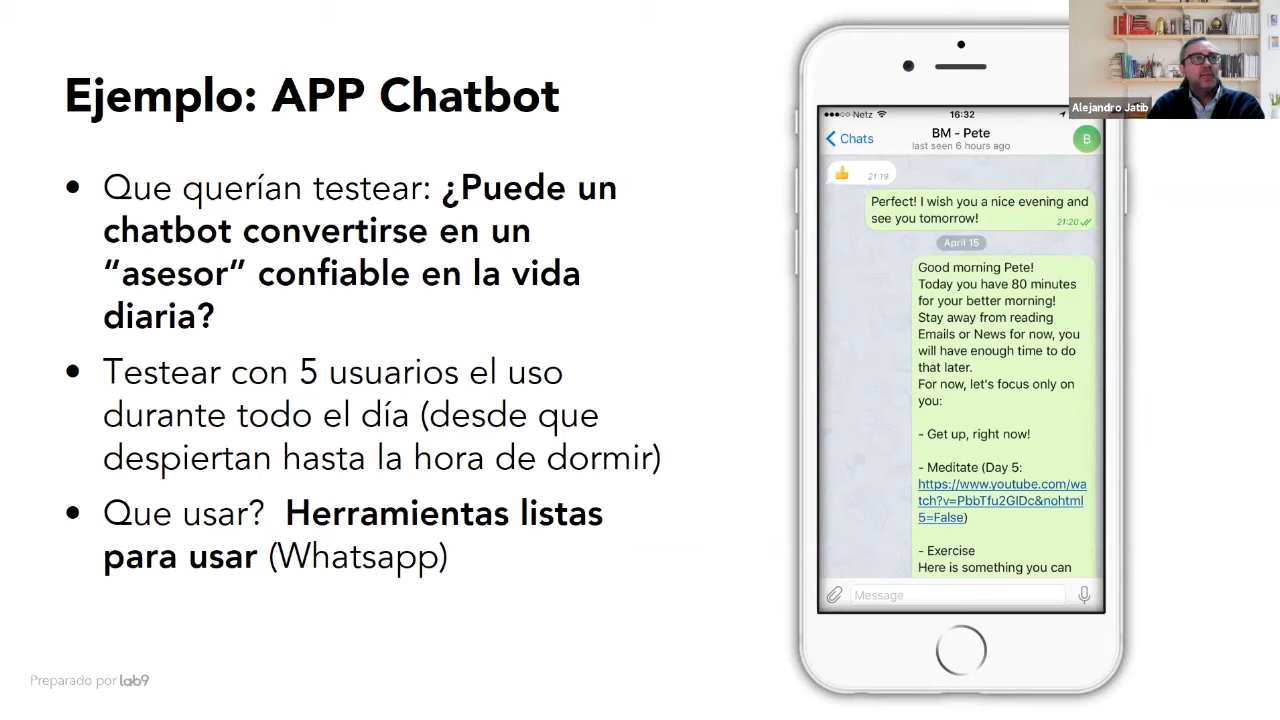 Ejemplo: APP Chatbot
• Que querían testear: ¿Puede un
chatbot convertirse en un
“asesor” confiable en la vida
diaria?
• Testear con 5 usuarios el uso
durante todo el día (desde que
despiertan hasta la hora de dormir)
• Que usar?  Herramientas listas
para usar (Whatsapp)
Preparado por lab9
Netz 16:32
Chats
BM - Pete
last seen 6 hours ago
B
21:19
Perfect! I wish you a nice evening and
see you tomorrow!
21:20
April 15
Good morning Pete!
Today you have 80 minutes
for your better morning!
Stay away from reading
Emails or News for now, you
will have enough time to do
that later.
For now, let's focus only on
you:
- Get up, right now!
- Meditate (Day 5:
https://www.youtube.com/wa
tch?v=PbbTfu2GIDc&nohtml
5=False)
- Exercise
Here is something you can
Message
Alejandro Jatib